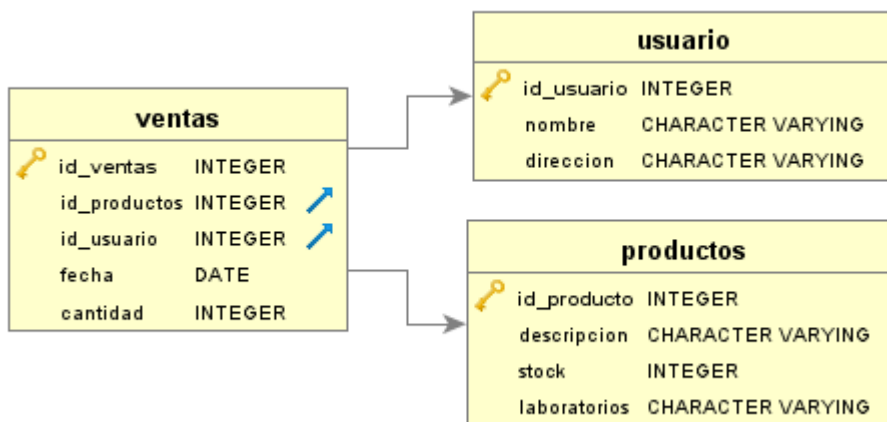 ventas
id_ventas INTEGER
id_productos INTEGER
id_usuario INTEGER
fecha DATE
cantidad INTEGER
usuario
id_usuario INTEGER
nombre CHARACTER VARYING
direccion CHARACTER VARYING
productos
id_producto INTEGER
descripcion CHARACTER VARYING
stock INTEGER
laboratorios CHARACTER VARYING